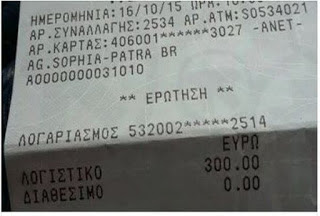 ΗΜΕΡΟΜΗΝΙΑ:16/10/15 ΠΡΑ:
ΑΡ.ΣΥΝΑΛΛΑΓΗΣ:2534 ΑΡ.ΑΤΜ:S0534021
ΑΡ.ΚΑΡΤΑΣ:406001******3027 -ΑΝΕΤ-
AG.SOPHIA-PATRA BR
A0000000031010
** ΕΡΩΤΗΣΗ **
ΛΟΓΑΡΙΑΣΜΟΣ 532002*****2514
ΕΥΡΩ
ΛΟΓΙΣΤΙΚΟ 300.00
ΔΙΑΘΕΣΙΜΟ 0.00